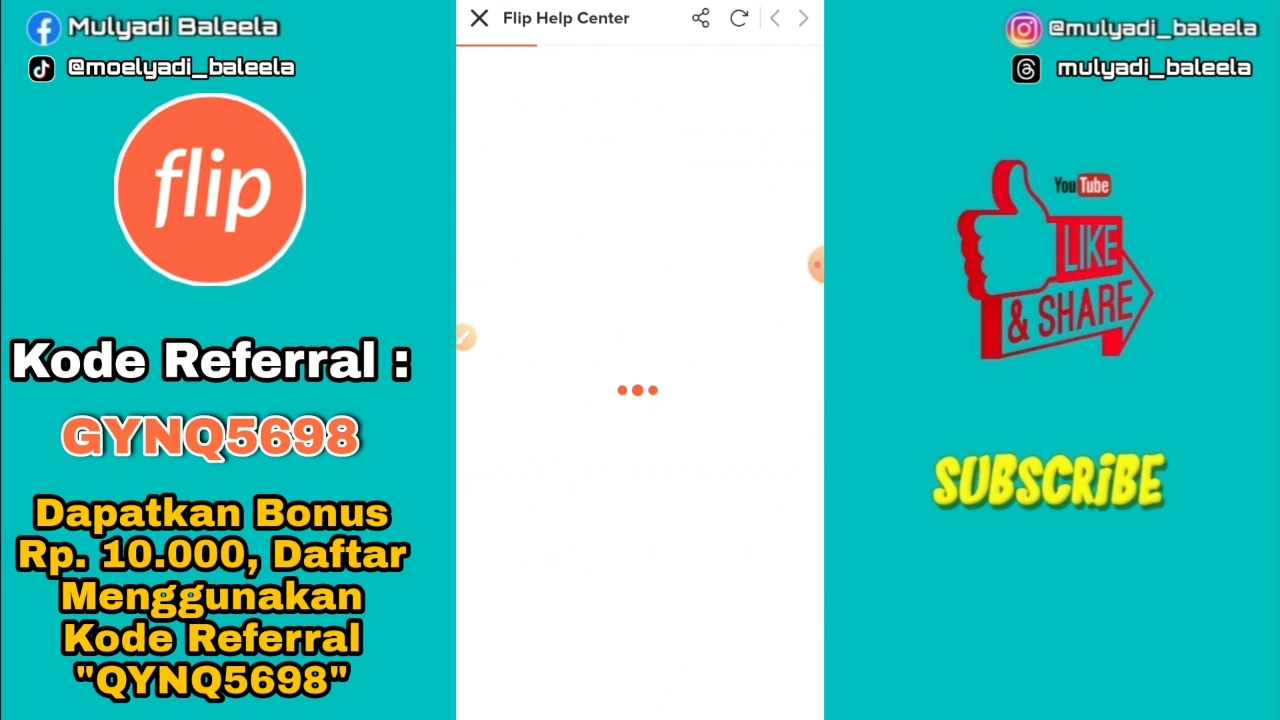 Mulyadi Baleela
@moelyadi_baleela
flip
Kode Referral :
GYNQ5698
Dapatkan Bonus
Rp. 10.000, Daftar
Menggunakan
Kode Referral
"QYNQ5698"
Flip Help Center
@mulyadi_baleela
mulyadi_baleela
YouTube
LIKE
& SHARE
SUBSCRiBE